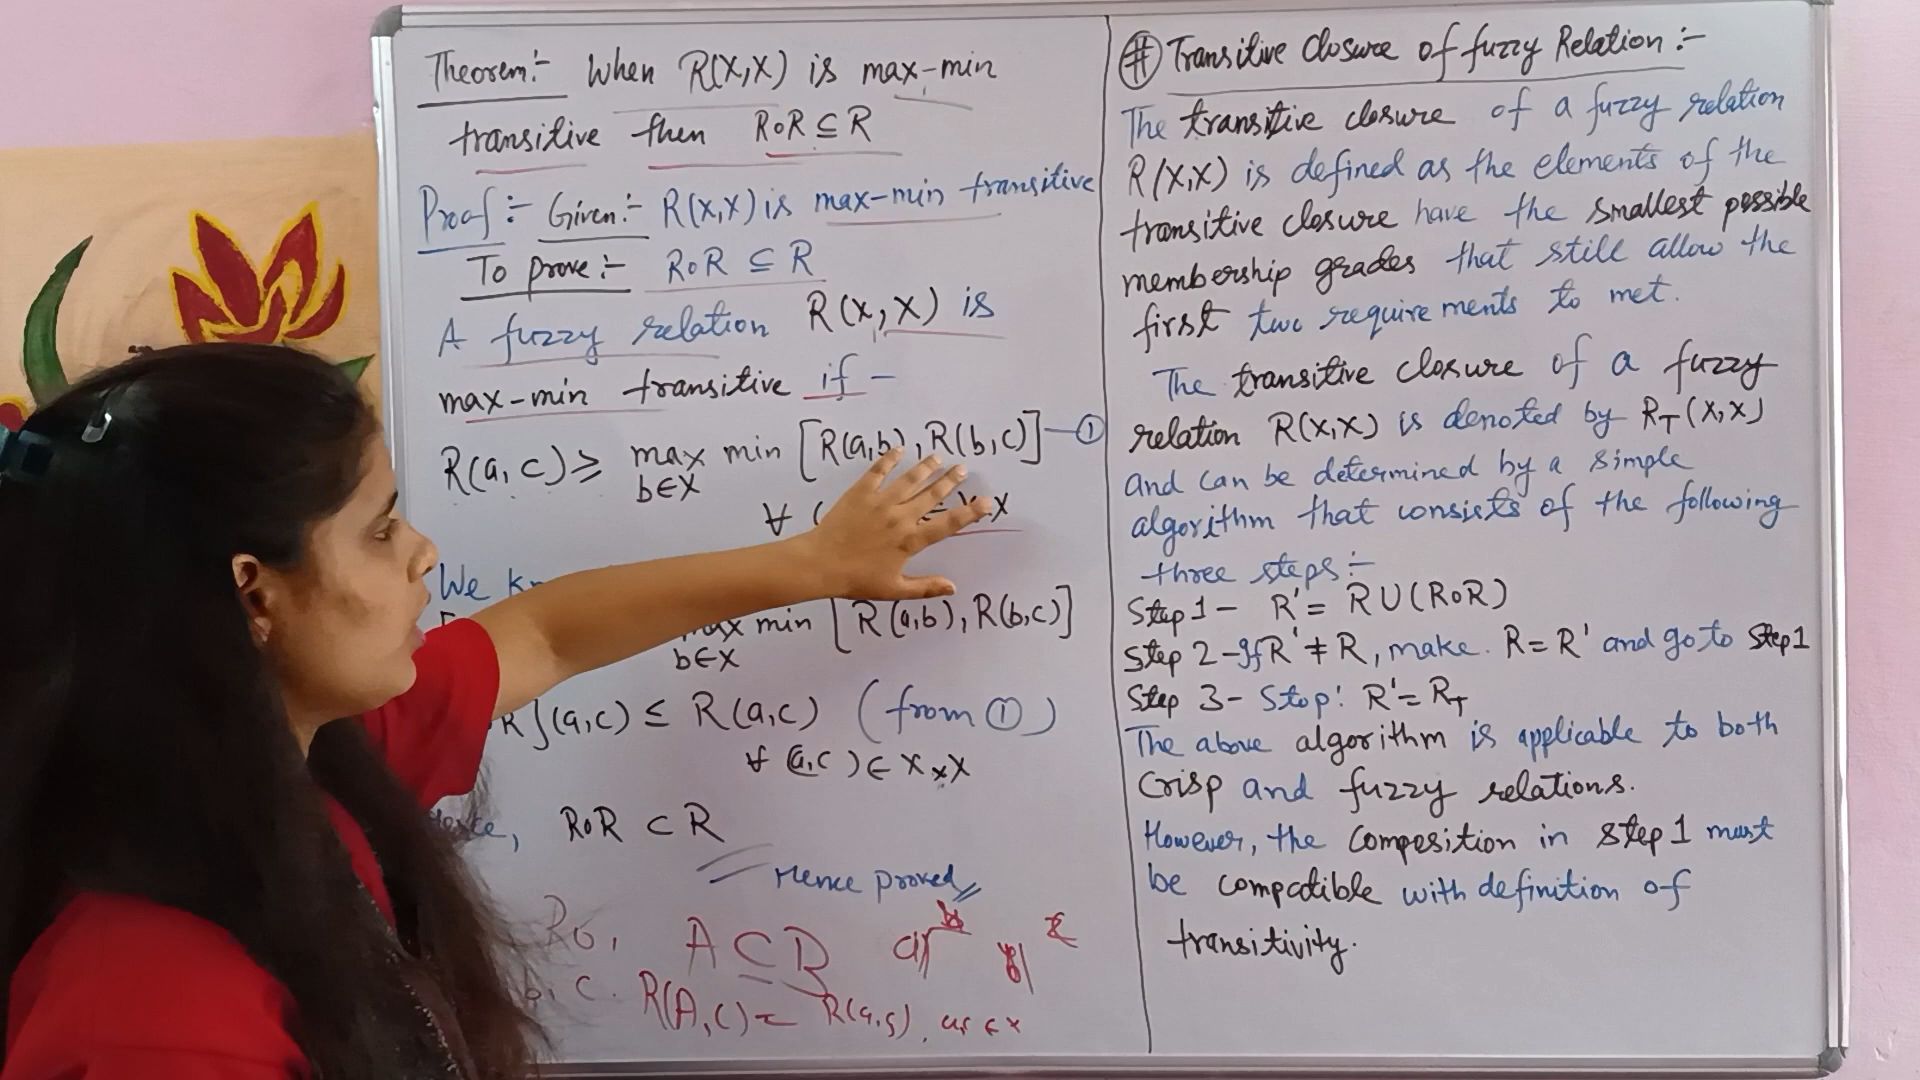 Theorem:- When R(X,X) is max-min
transitive then R∘R ⊆ R
Proof:- Given:- R(X,X) is max-min transitive
To prove:- R∘R ⊆ R
A fuzzy relation R(X,X) is
max-min transitive if -
R(a,c) ⩾ max min [R(a,b), R(b,c)] — ①
b∈X
∀ ( X
We
max min [R(a,b), R(b,c)]
b∈X
R](a,c) ≤ R(a,c) (from ①)
∀ (a,c) ∈ X×X
R∘R ⊂ R
Hence proved
A ⊆ B
b, c. R(A,C) =
# Transitive Closure of fuzzy Relation :-
The transitive closure of a fuzzy relation
R(X,X) is defined as the elements of the
transitive closure have the smallest possible
membership grades that still allow the
first two requirements to met.
The transitive closure of a fuzzy
relation R(X,X) is denoted by R_T(X,X)
and can be determined by a simple
algorithm that consists of the following
three steps:-
Step 1 - R' = R ∪ (R∘R)
Step 2 - If R' ≠ R, make. R = R' and go to Step 1
Step 3 - Stop: R' = R_T
The above algorithm is applicable to both
Crisp and fuzzy relations.
However, the composition in step 1 must
be compatible with definition of
transitivity.